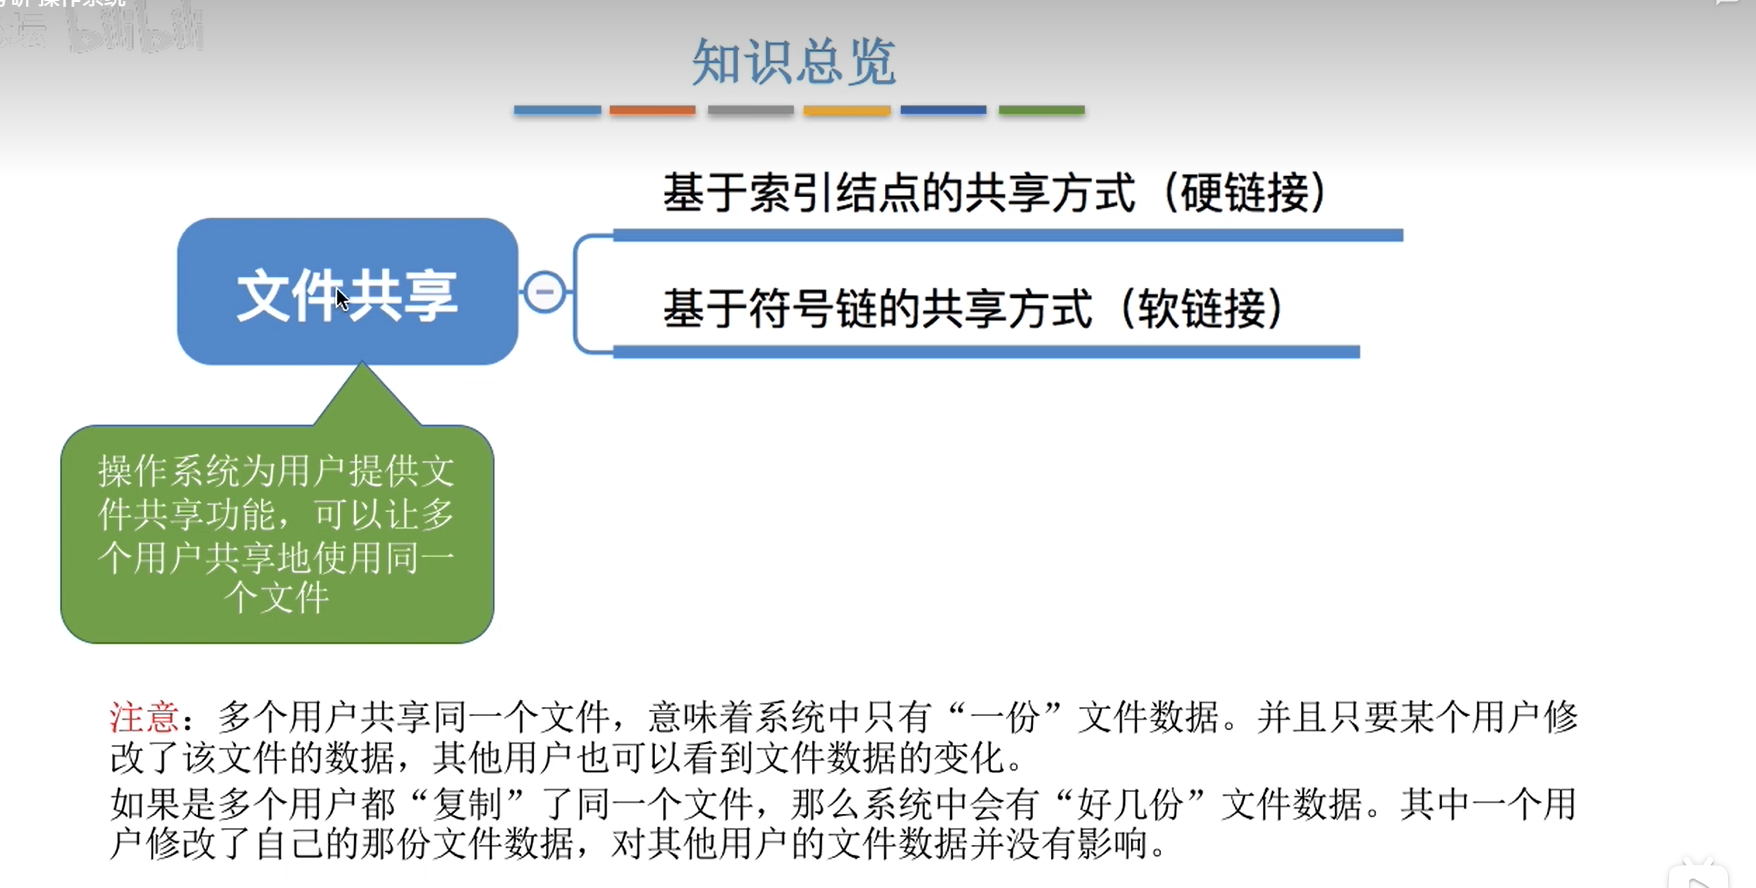 bilibili
知识总览
基于索引结点的共享方式（硬链接）
文件共享
基于符号链的共享方式（软链接）
操作系统为用户提供文
件共享功能，可以让多
个用户共享地使用同一
个文件
注意：多个用户共享同一个文件，意味着系统中只有“一份”文件数据。并且只要某个用户修
改了该文件的数据，其他用户也可以看到文件数据的变化。
如果是多个用户都“复制”了同一个文件，那么系统中会有“好几份”文件数据。其中一个用
户修改了自己的那份文件数据，对其他用户的文件数据并没有影响。